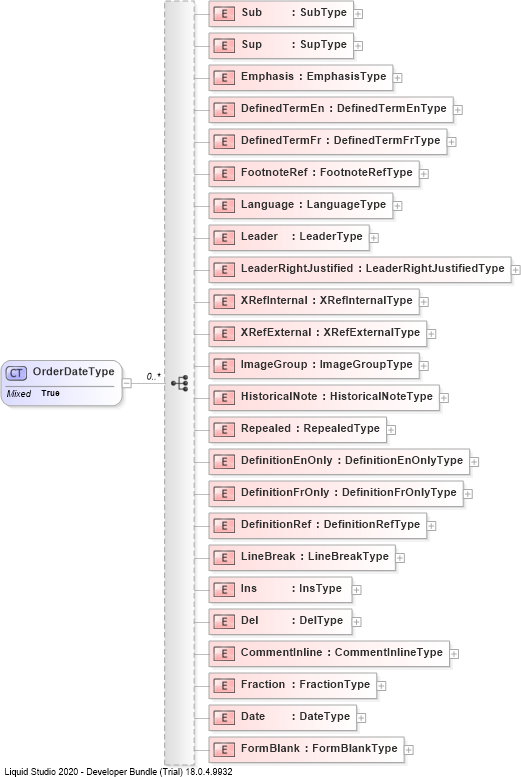 E Sub : SubType
E Sup : SupType
E Emphasis : EmphasisType
E DefinedTermEn : DefinedTermEnType
E DefinedTermFr : DefinedTermFrType
E FootnoteRef : FootnoteRefType
E Language : LanguageType
E Leader : LeaderType
E LeaderRightJustified : LeaderRightJustifiedType
E XRefInternal : XRefInternalType
E XRefExternal : XRefExternalType
E ImageGroup : ImageGroupType
CT OrderDateType
0..*
Mixed True
E HistoricalNote : HistoricalNoteType
E Repealed : RepealedType
E DefinitionEnOnly : DefinitionEnOnlyType
E DefinitionFrOnly : DefinitionFrOnlyType
E DefinitionRef : DefinitionRefType
E LineBreak : LineBreakType
E Ins : InsType
E Del : DelType
E CommentInline : CommentInlineType
E Fraction : FractionType
E Date : DateType
E FormBlank : FormBlankType
Liquid Studio 2020 - Developer Bundle (Trial) 18.0.4.9932